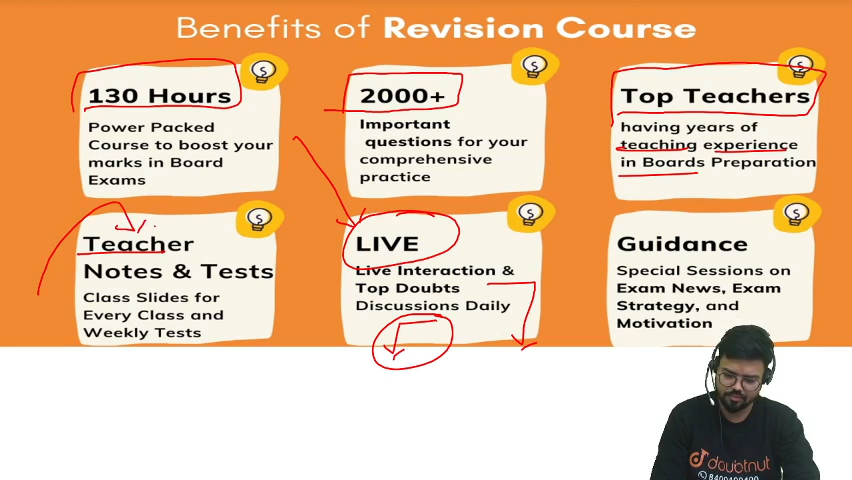 Benefits of Revision Course
130 Hours
Power Packed
Course to boost your
marks in Board
Exams
2000+
Important
questions for your
comprehensive
practice
Top Teachers
having years of
teaching experience
in Boards Preparation
Teacher
Notes & Tests
Class Slides for
Every Class and
Weekly Tests
LIVE
Live Interaction &
Top Doubts
Discussions Daily
Guidance
Special Sessions on
Exam News, Exam
Strategy, and
Motivation
doubtnut
8400400400